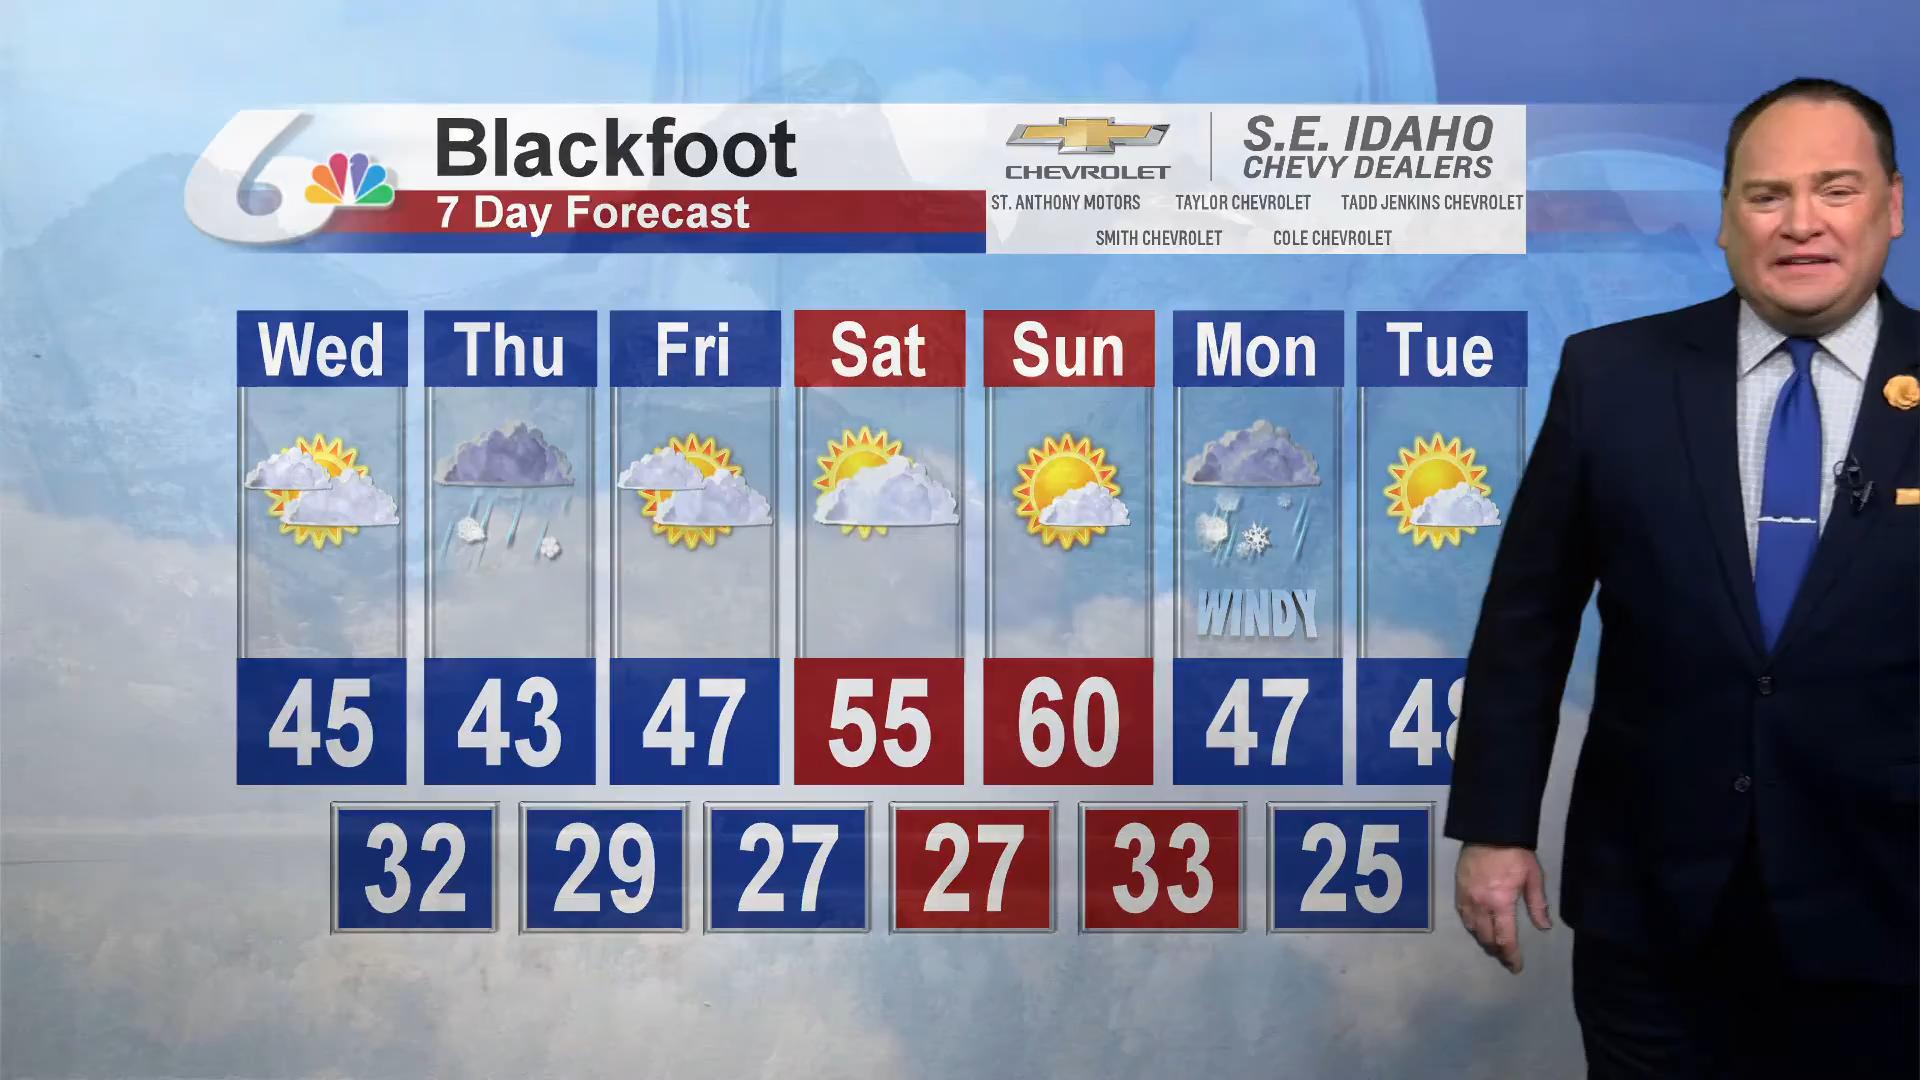 6
Blackfoot
7 Day Forecast
CHEVROLET
S.E. IDAHO
CHEVY DEALERS
ST. ANTHONY MOTORS TAYLOR CHEVROLET TADD JENKINS CHEVROLET
SMITH CHEVROLET COLE CHEVROLET
Wed Thu Fri Sat Sun Mon Tue
WINDY
45 43 47 55 60 47 48
32 29 27 27 33 25